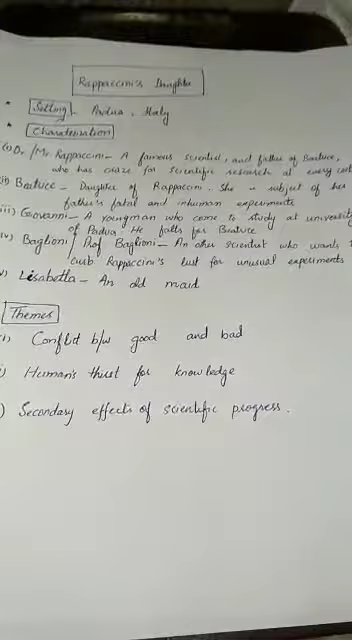 Rappaccini's Daughter
* Setting - Padua, Italy
* Characterisation
(i) Dr / Mr. Rappaccini - A famous scientist, and father of Beatrice,
who has craze for scientific research at every cost
ii) Beatrice - Daughter of Rappaccini. She is subject of her
father's fatal and inhuman experiments
iii) Giovanni - A youngman who come to study at university
of Padua. He falls for Beatrice
iv) Baglioni / Prof Baglioni - An other scientist who wants
curb Rappaccini's lust for unusual experiments
v) Lisabetta - An old maid
Themes
i) Conflict b/w good and bad
i) Human's thirst for knowledge
) Secondary effects of scientific progress.